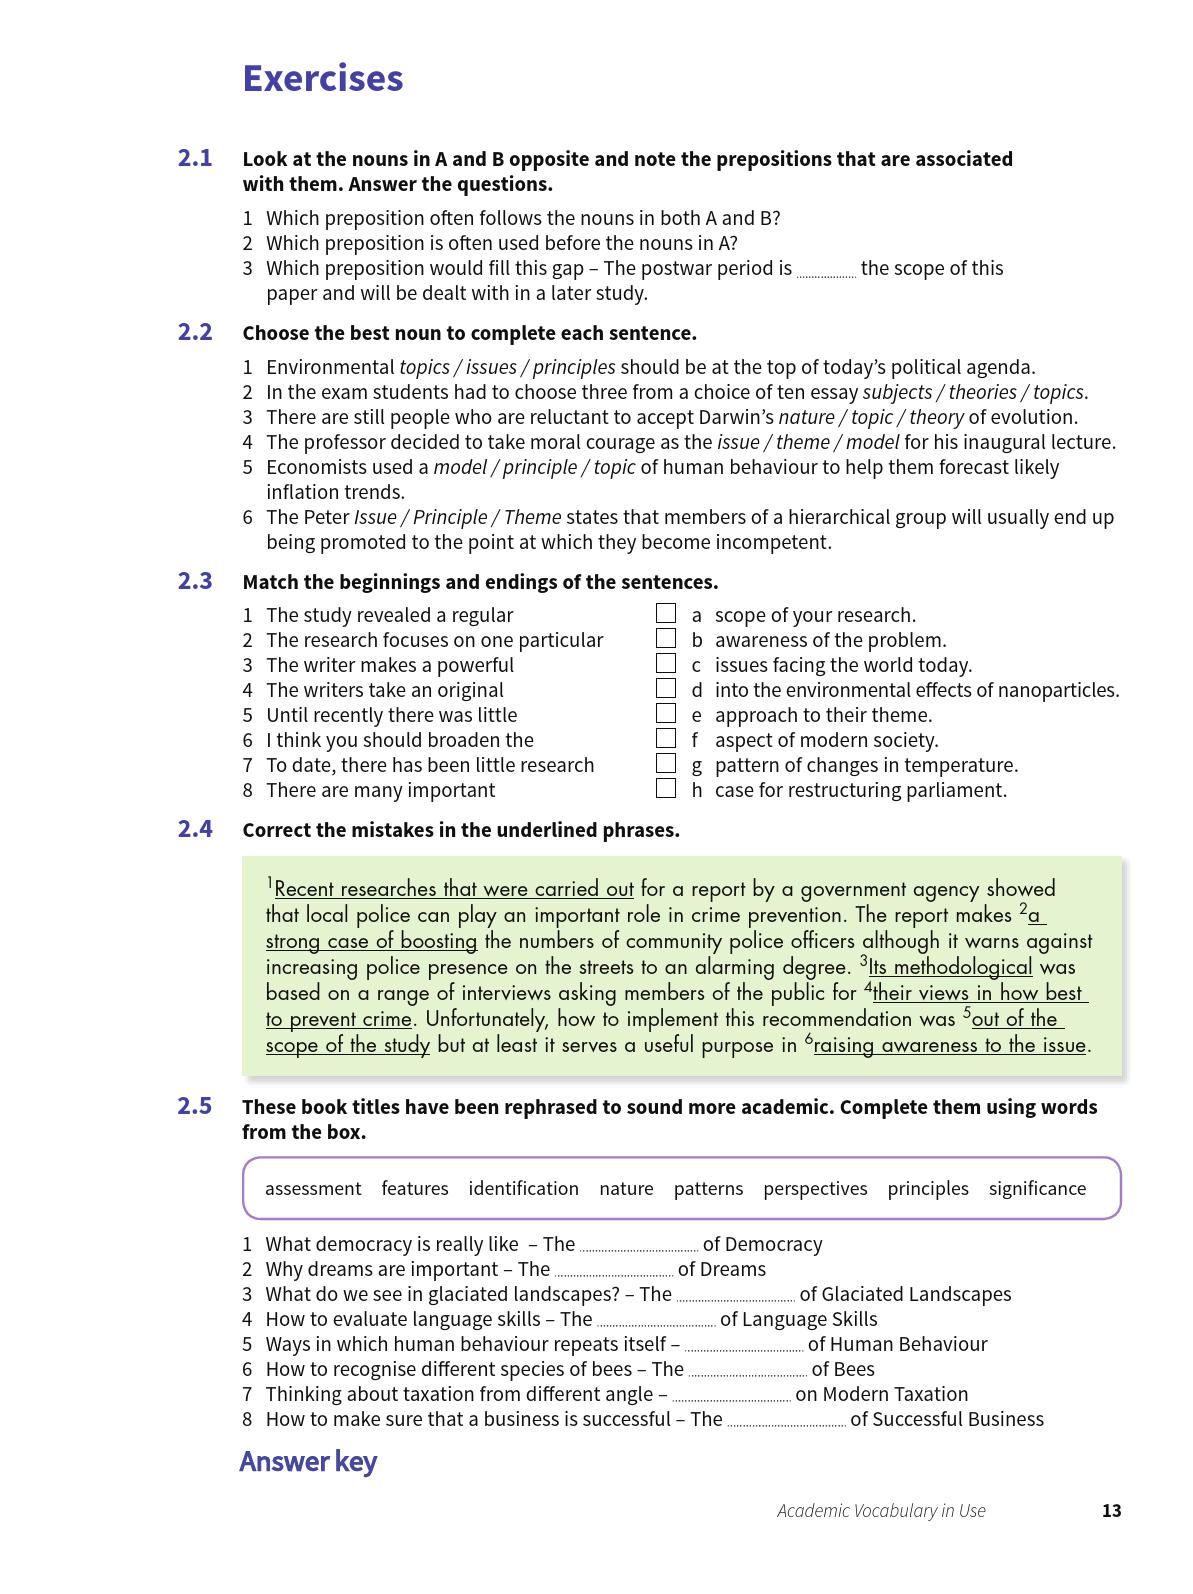 Exercises
2.1 Look at the nouns in A and B opposite and note the prepositions that are associated
with them. Answer the questions.
1 Which preposition often follows the nouns in both A and B?
2 Which preposition is often used before the nouns in A?
3 Which preposition would fill this gap – The postwar period is ........... the scope of this
paper and will be dealt with in a later study.
2.2 Choose the best noun to complete each sentence.
1 Environmental topics / issues / principles should be at the top of today’s political agenda.
2 In the exam students had to choose three from a choice of ten essay subjects / theories / topics.
3 There are still people who are reluctant to accept Darwin’s nature / topic / theory of evolution.
4 The professor decided to take moral courage as the issue / theme / model for his inaugural lecture.
5 Economists used a model / principle / topic of human behaviour to help them forecast likely
inflation trends.
6 The Peter Issue / Principle / Theme states that members of a hierarchical group will usually end up
being promoted to the point at which they become incompetent.
2.3 Match the beginnings and endings of the sentences.
1 The study revealed a regular a scope of your research.
2 The research focuses on one particular b awareness of the problem.
3 The writer makes a powerful c issues facing the world today.
4 The writers take an original d into the environmental effects of nanoparticles.
5 Until recently there was little e approach to their theme.
6 I think you should broaden the f aspect of modern society.
7 To date, there has been little research g pattern of changes in temperature.
8 There are many important h case for restructuring parliament.
2.4 Correct the mistakes in the underlined phrases.
1Recent researches that were carried out for a report by a government agency showed
that local police can play an important role in crime prevention. The report makes 2a
strong case of boosting the numbers of community police officers although it warns against
increasing police presence on the streets to an alarming degree. 3Its methodological was
based on a range of interviews asking members of the public for 4their views in how best
to prevent crime. Unfortunately, how to implement this recommendation was 5out of the
scope of the study but at least it serves a useful purpose in 6raising awareness to the issue.
2.5 These book titles have been rephrased to sound more academic. Complete them using words
from the box.
assessment features identification nature patterns perspectives principles significance
1 What democracy is really like – The ........... of Democracy
2 Why dreams are important – The ........... of Dreams
3 What do we see in glaciated landscapes? – The ........... of Glaciated Landscapes
4 How to evaluate language skills – The ........... of Language Skills
5 Ways in which human behaviour repeats itself – ........... of Human Behaviour
6 How to recognise different species of bees – The ........... of Bees
7 Thinking about taxation from different angle – ........... on Modern Taxation
8 How to make sure that a business is successful – The ........... of Successful Business
Answer key
Academic Vocabulary in Use 13